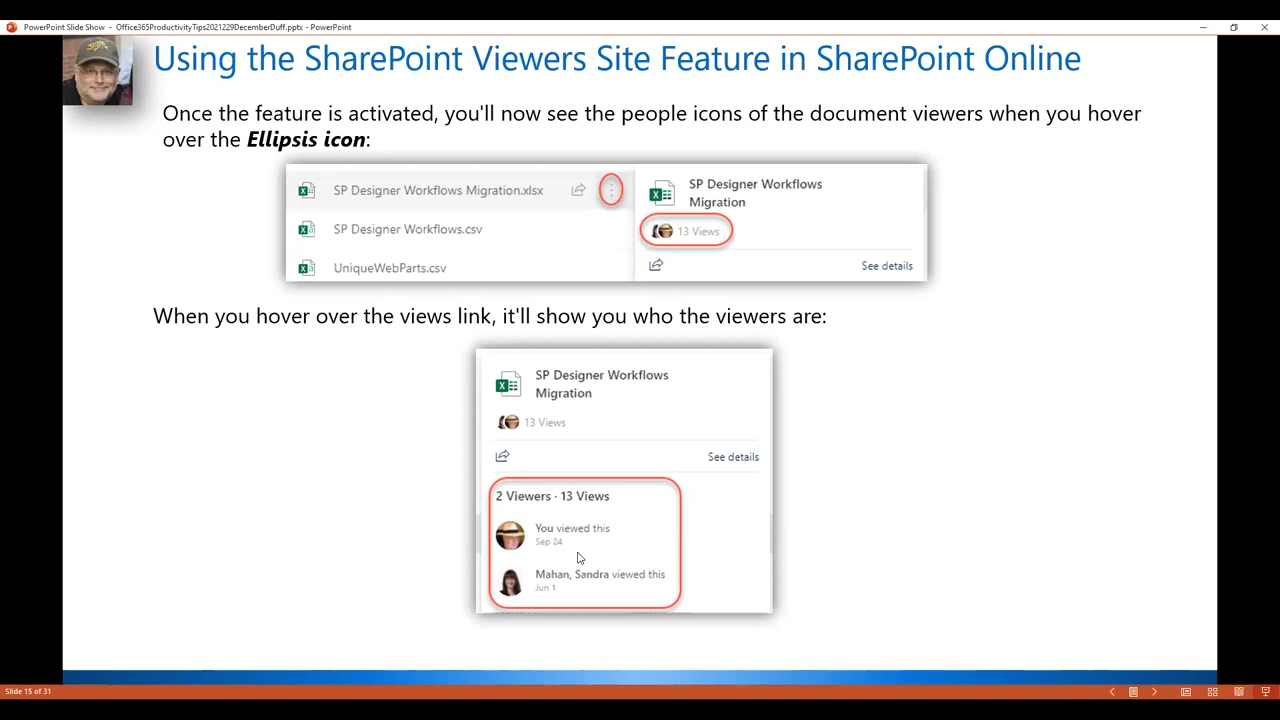 PowerPoint Slide Show - Office365ProductivityTips2021229DecemberDuff.pptx - PowerPoint
Using the SharePoint Viewers Site Feature in SharePoint Online
Once the feature is activated, you'll now see the people icons of the document viewers when you hover
over the Ellipsis icon:
SP Designer Workflows Migration.xlsx
SP Designer Workflows.csv
UniqueWebParts.csv
SP Designer Workflows
Migration
13 Views
See details
When you hover over the views link, it'll show you who the viewers are:
SP Designer Workflows
Migration
13 Views
See details
2 Viewers · 13 Views
You viewed this
Sep 24
Mahan, Sandra viewed this
Jun 1
Slide 15 of 31